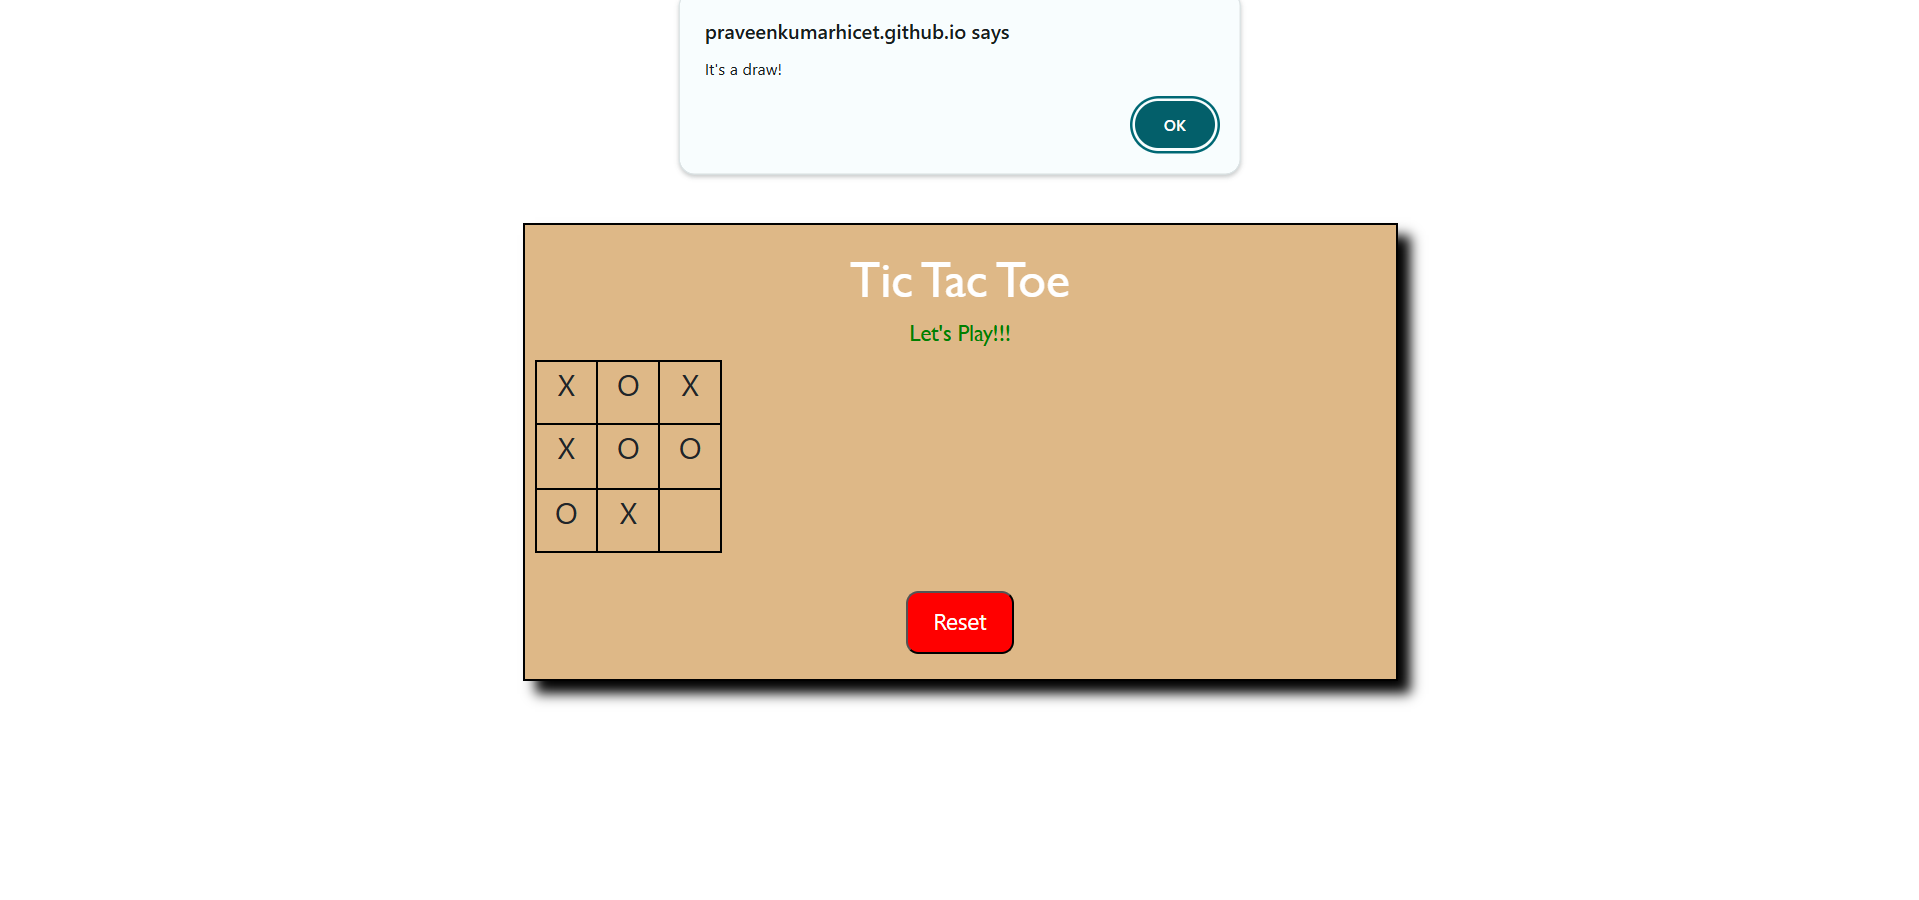 praveenkumarhicet.github.io says
It's a draw!
OK
Tic Tac Toe
Let's Play!!!
X O X
X O O
O X
Reset